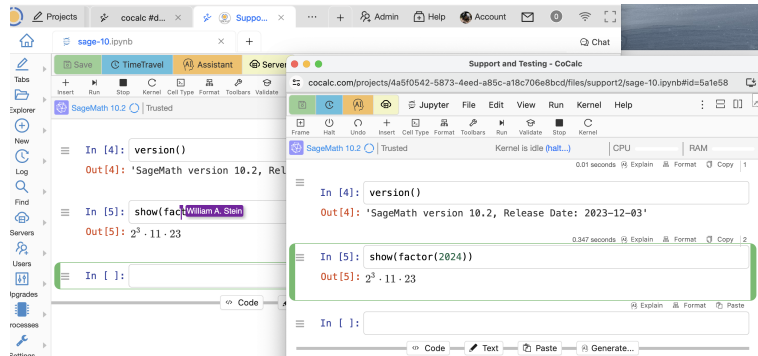 Projects
cocalc #d...
Suppo...
Admin
Help
Account
0
sage-10.ipynb
Chat
Tabs
Explorer
New
Log
Find
Servers
Users
Upgrades
Processes
Settings
Save
TimeTravel
Assistant
Server
Insert Run Stop Kernel Cell Type Format Toolbars Validate
SageMath 10.2 Trusted
In [4]: version()
Out[4]: 'SageMath version 10.2, Rel
In [5]: show(fac
William A. Stein
Out[5]: 2³ · 11 · 23
In [ ]:
Code
Support and Testing - CoCalc
cocalc.com/projects/4a5f0542-5873-4eed-a85c-a18c706e8bcd/files/support2/sage-10.ipynb#id=5a1e58
Jupyter File Edit View Run Kernel Help
Frame Halt Undo Insert Cell Type Format Toolbars Run Validate Stop Kernel
SageMath 10.2 Trusted Kernel is idle (halt...) CPU RAM
0.01 seconds Explain Format Copy 1
In [4]: version()
Out[4]: 'SageMath version 10.2, Release Date: 2023-12-03'
0.347 seconds Explain Format Copy 2
In [5]: show(factor(2024))
Out[5]: 2³ · 11 · 23
Explain Format Paste
In [ ]:
Code Text Paste Generate...